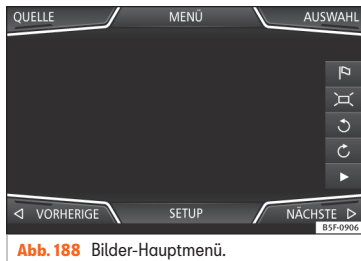 QUELLE MENÜ AUSWAHL
◁ VORHERIGE SETUP NÄCHSTE ▷
B5F-0906
Abb. 188 Bilder-Hauptmenü.